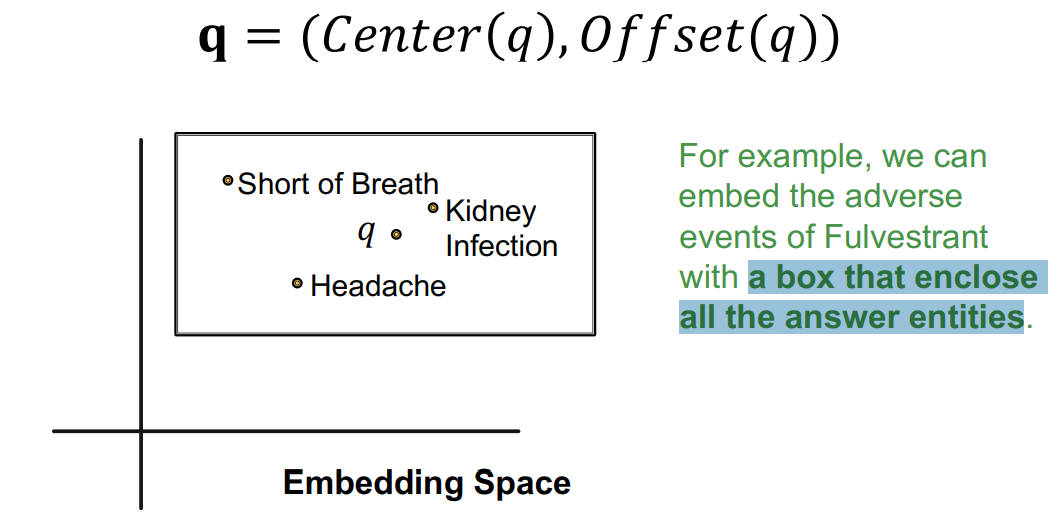 q = (Center(q), Offset(q))
Short of Breath
Kidney
Infection
q
Headache
Embedding Space
For example, we can
embed the adverse
events of Fulvestrant
with a box that enclose
all the answer entities.